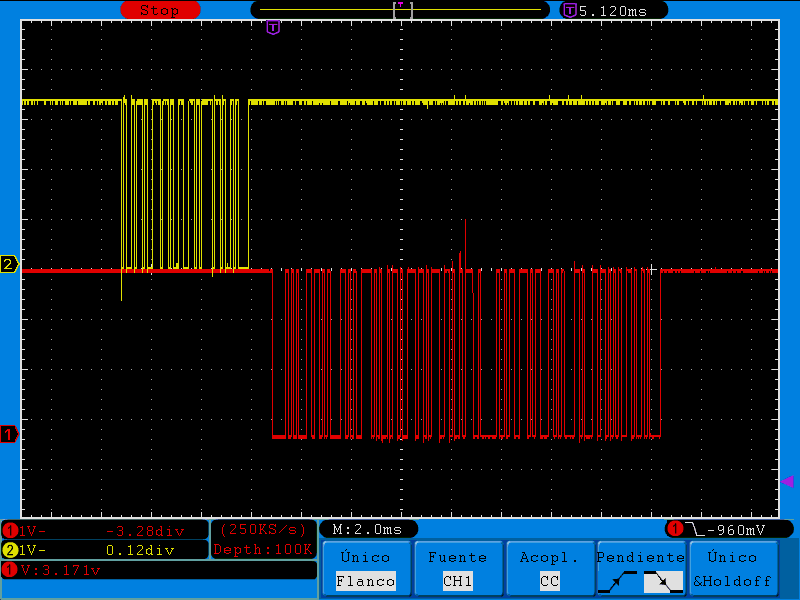 Stop
T
T 5.120ms
T
2
1
1 1V- -3.28div
2 1V- 0.12div
1 V:3.171v
(250KS/s)
Depth:100K
M:2.0ms
1 -960mV
Único
Flanco
Fuente
CH1
Acopl.
CC
Pendiente
Único
&Holdoff